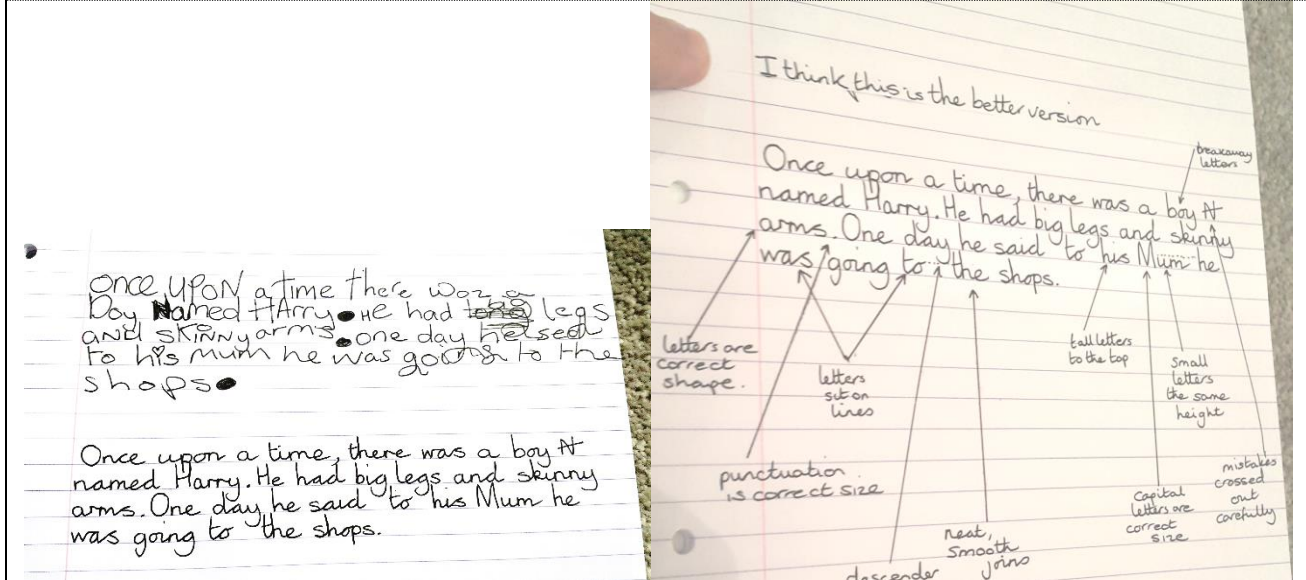 once UPON a time there woz a
Boy Named HArry. HE had legs
and SKiNNy arms. one day he sed
to his mum he was going to the
shops.
Once upon a time, there was a boy N
named Harry. He had big legs and skinny
arms. One day he said to his Mum he
was going to the shops.
I think this is the better version
breakaway
letters
Once upon a time, there was a boy N
named Harry. He had big legs and skinny
arms. One day he said to his Mum he
was going to the shops.
letters are
correct
shape.
letters
sit on
lines
tall letters
to the top
small
letters
the same
height
punctuation
is correct size
descender
neat,
smooth
joins
capital
letters are
correct
size
mistakes
crossed
out
carefully